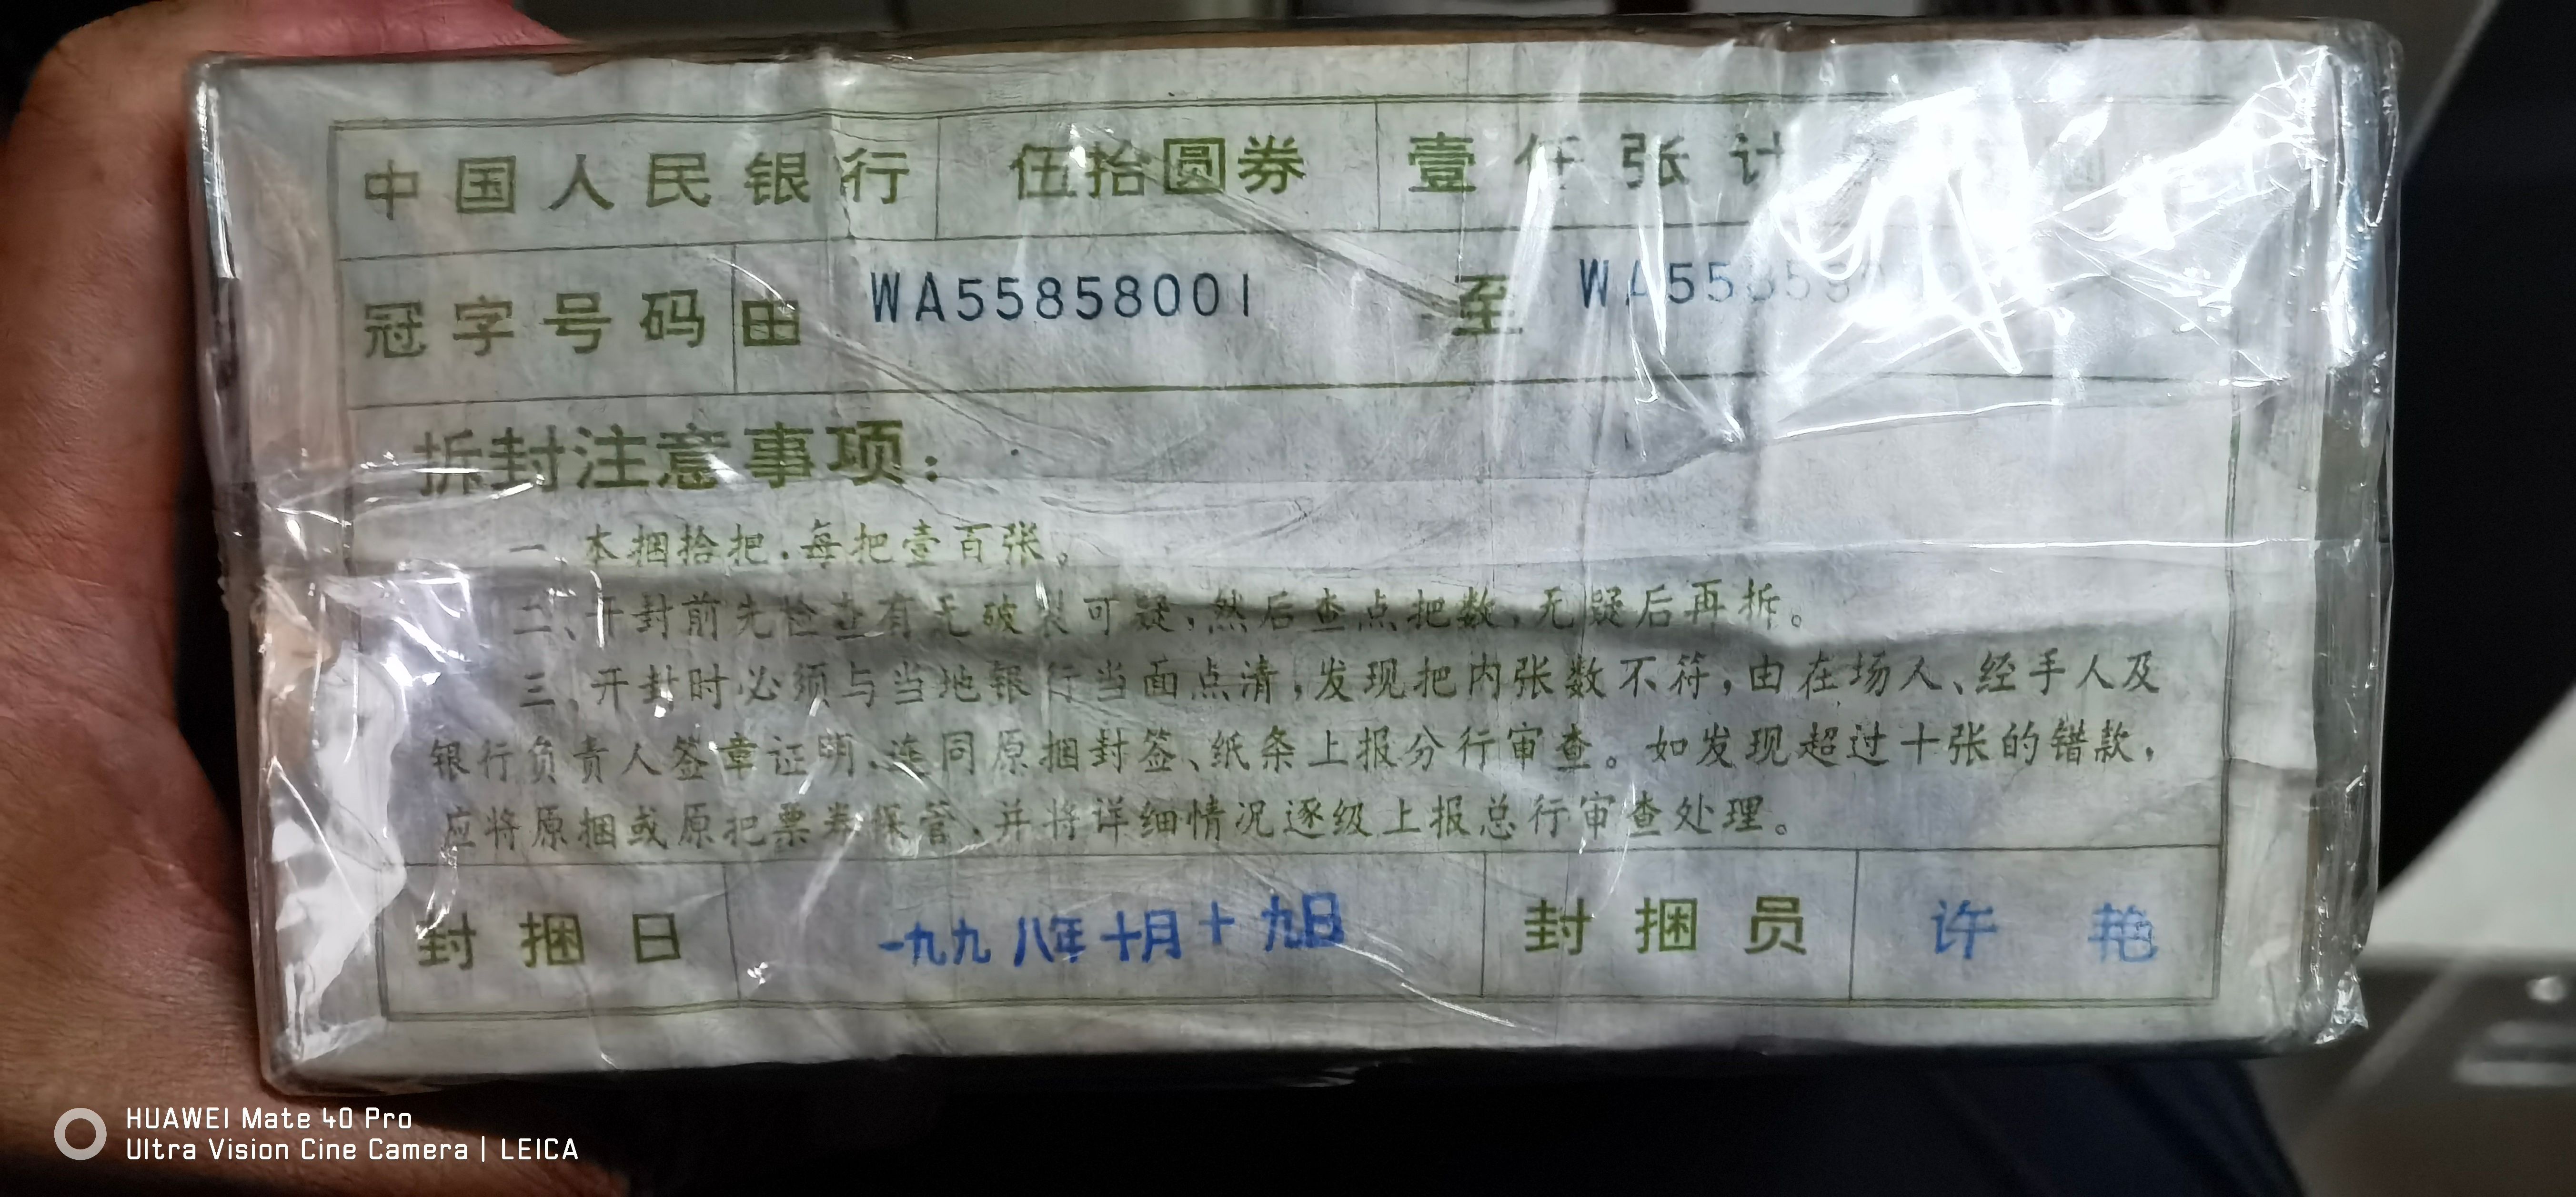 中国人民银行 伍拾圆券 壹仟张计
冠字号码由 WA55858001 至 WA55859
拆封注意事项：
一、本捆拾把，每把壹百张。
二、开封前先检查有无破裂可疑，然后查点把数，无疑后再拆。
三、开封时必须与当地银行当面点清，发现把内张数不符，由在场人、经手人及
银行负责人签章证明，连同原捆封签、纸条上报分行审查。如发现超过十张的错款，
应将原捆或原把票券保管，并将详细情况逐级上报总行审查处理。
封捆日 一九九八年十月十九日 封捆员 许艳
HUAWEI Mate 40 Pro
Ultra Vision Cine Camera | LEICA